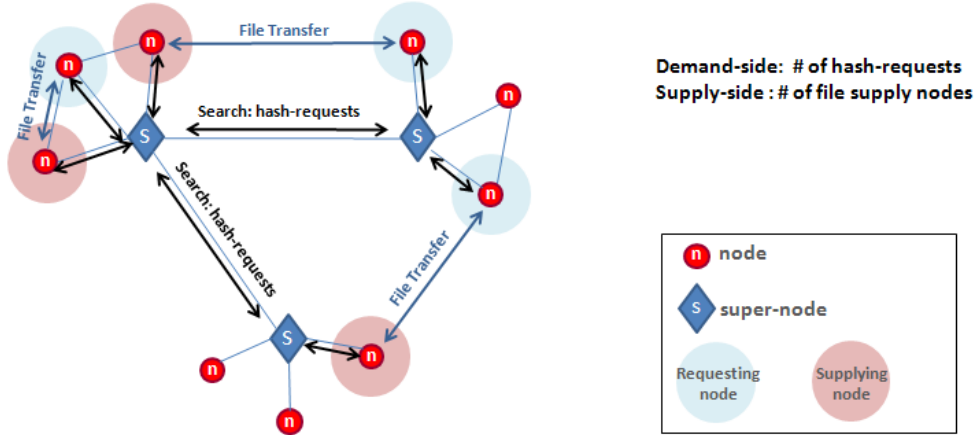 n
File Transfer
n
n
File Transfer
n
n
S
Search: hash-requests
S
n
n
Search: hash-requests
File Transfer
S
n
n
n
Demand-side: # of hash-requests
Supply-side : # of file supply nodes
n node
S super-node
Requesting
node
Supplying
node